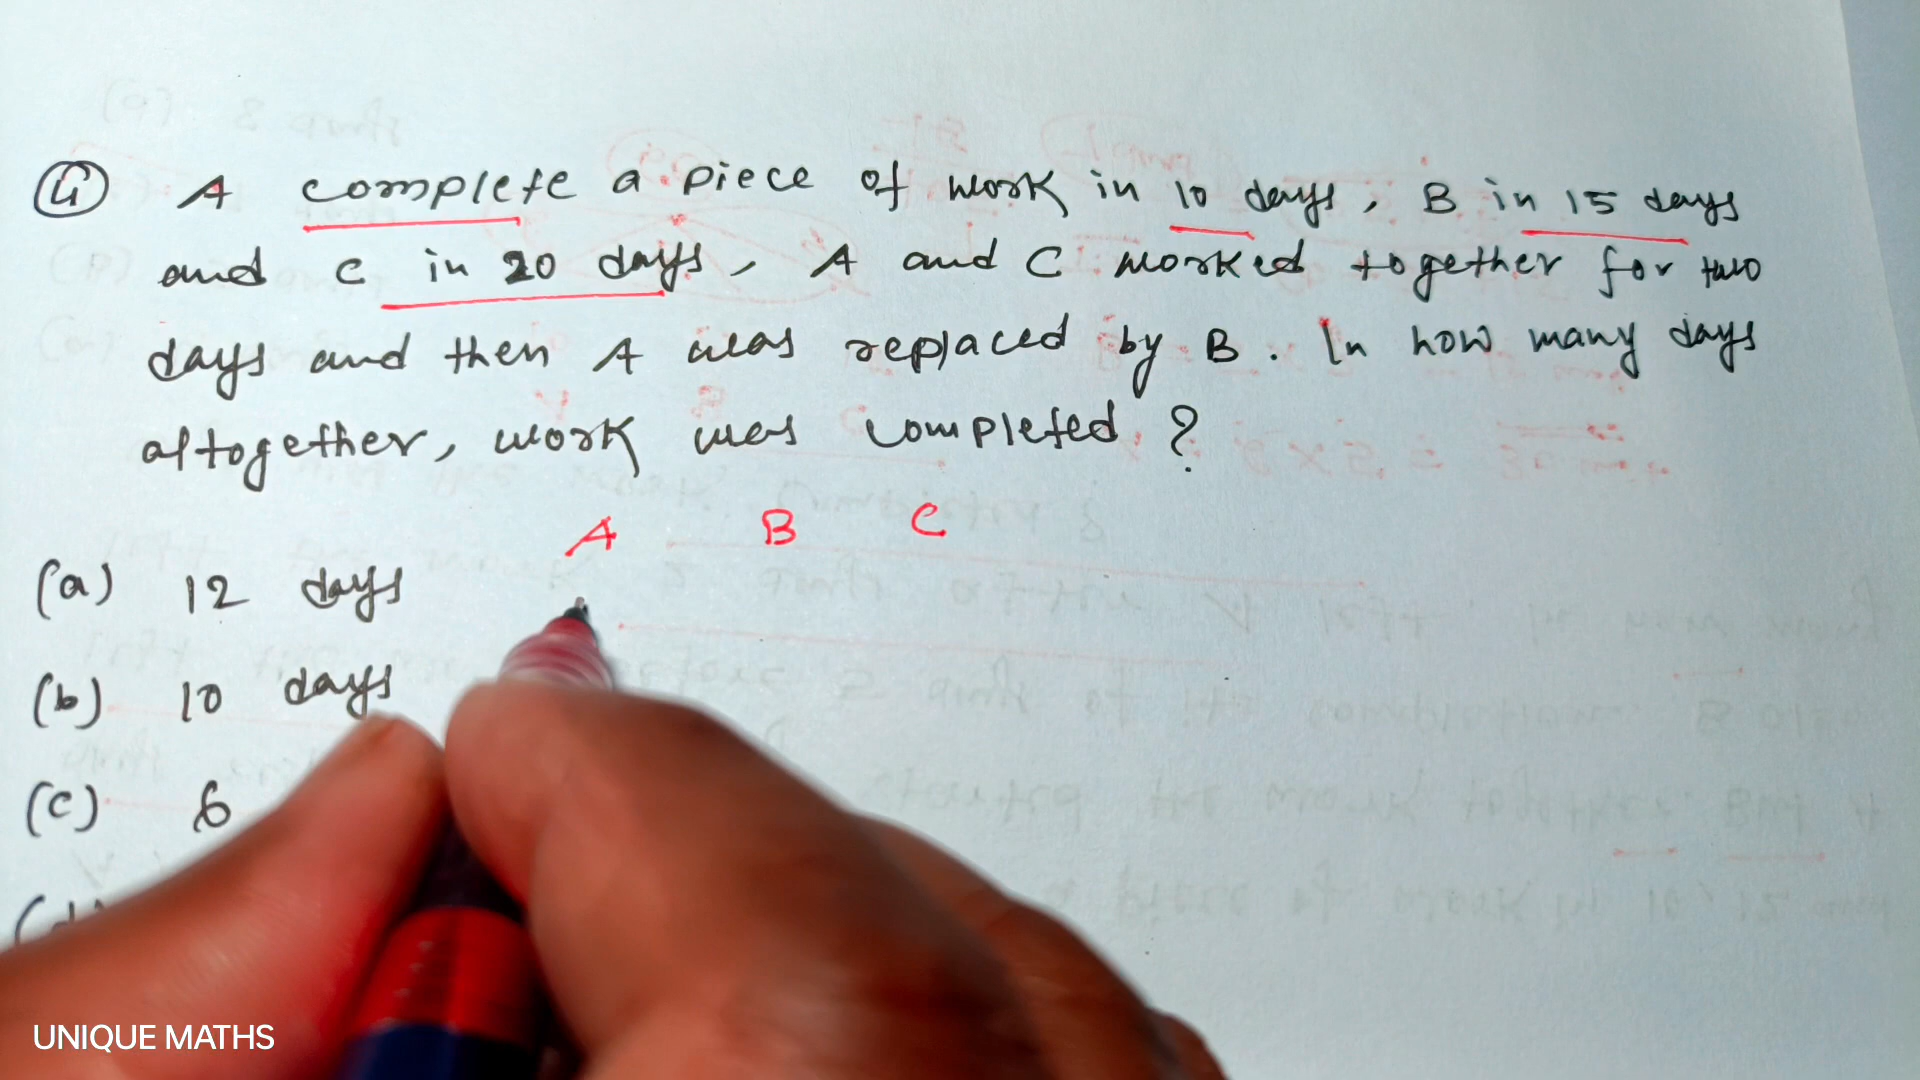 4 A complete a piece of work in 10 days, B in 15 days
and C in 20 days, A and C worked together for two
days and then A was replaced by B. In how many days
altogether, work was completed ?
A B C
(a) 12 days
(b) 10 days
(c) 6
UNIQUE MATHS